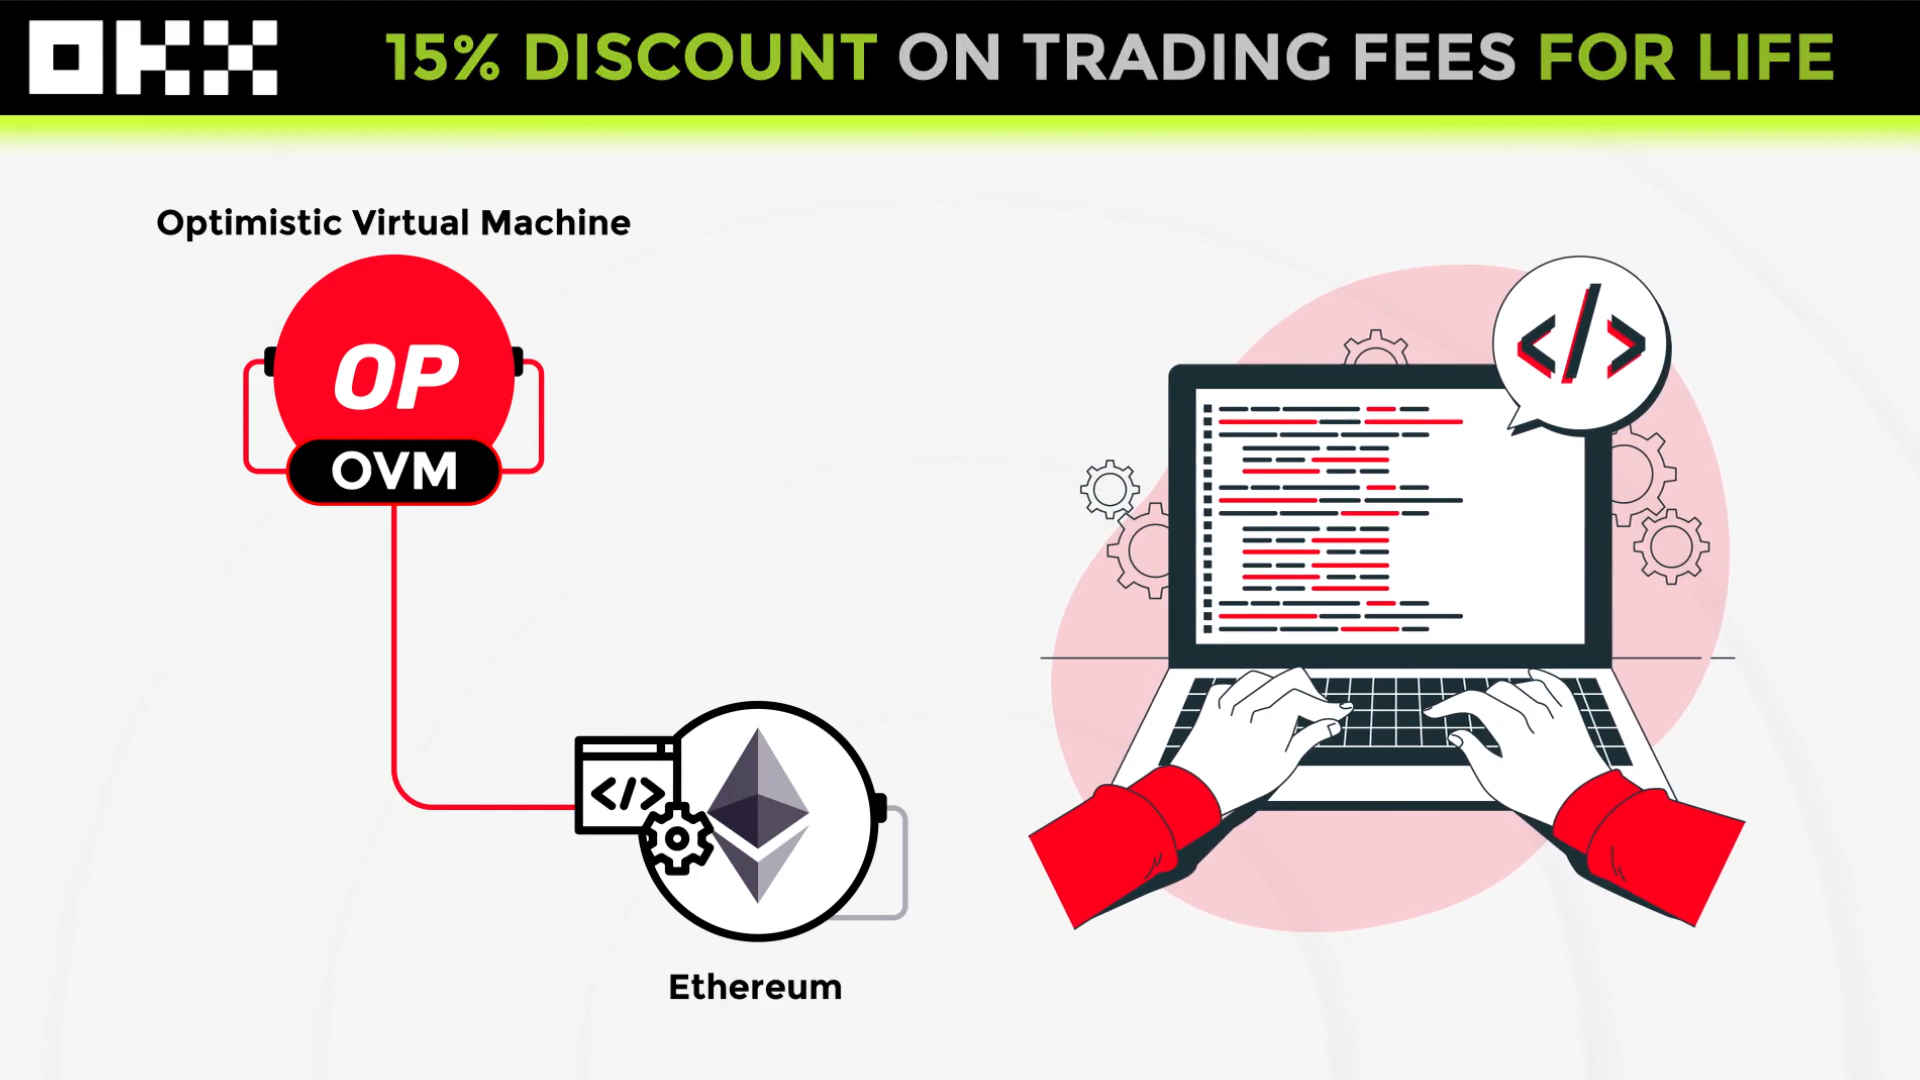 OKX
15% DISCOUNT ON TRADING FEES FOR LIFE
Optimistic Virtual Machine
OP
OVM
</>
</>
Ethereum